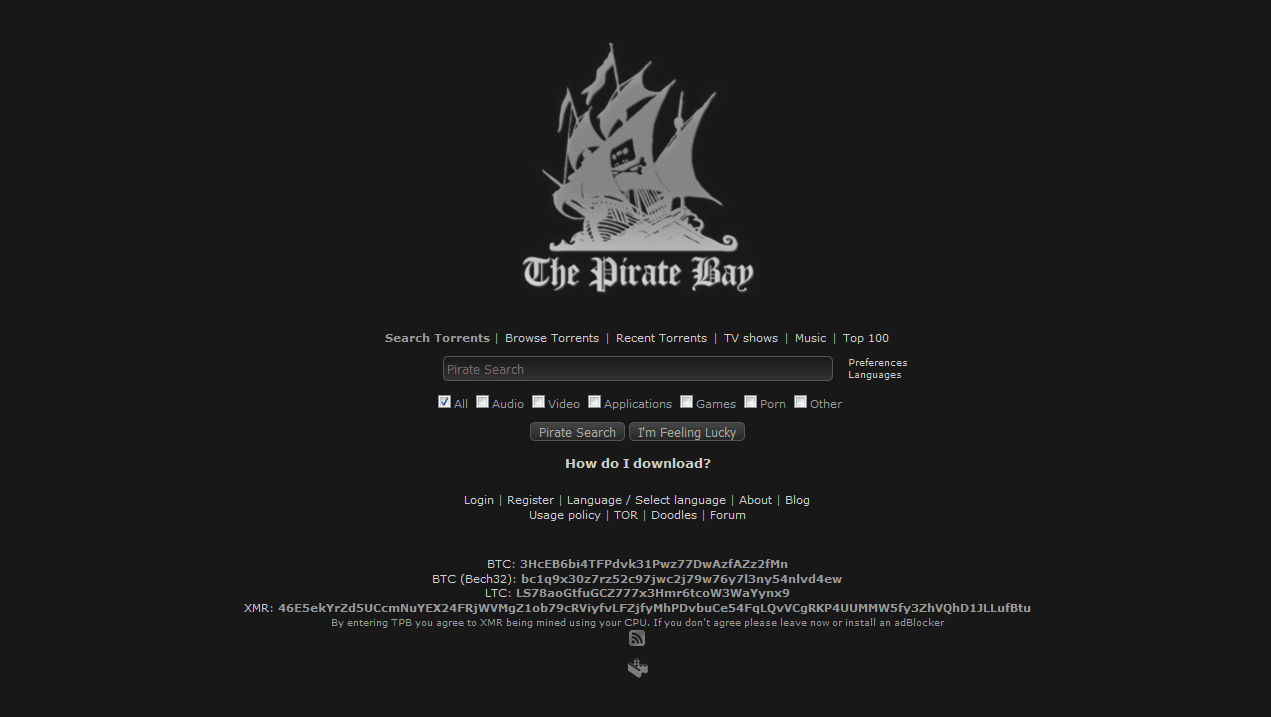 The Pirate Bay
Search Torrents | Browse Torrents | Recent Torrents | TV shows | Music | Top 100
Pirate Search
Preferences
Languages
All Audio Video Applications Games Porn Other
Pirate Search I'm Feeling Lucky
How do I download?
Login | Register | Language / Select language | About | Blog
Usage policy | TOR | Doodles | Forum
BTC: 3HcEB6bi4TFPdvk31Pwz77DwAzfAZz2fMn
BTC (Bech32): bc1q9x30z7rz52c97jwc2j79w76y7l3ny54nlvd4ew
LTC: LS78aoGtfuGCZ777x3Hmr6tcoW3WaYynx9
XMR: 46E5ekYrZd5UCcmNuYEX24FRjWVMgZ1ob79cRViyfvLFZjfyMhPDvbuCe54FqLQvVCgRKP4UUMMW5fy3ZhVQhD1JLLufBtu
By entering TPB you agree to XMR being mined using your CPU. If you don't agree please leave now or install an adBlocker